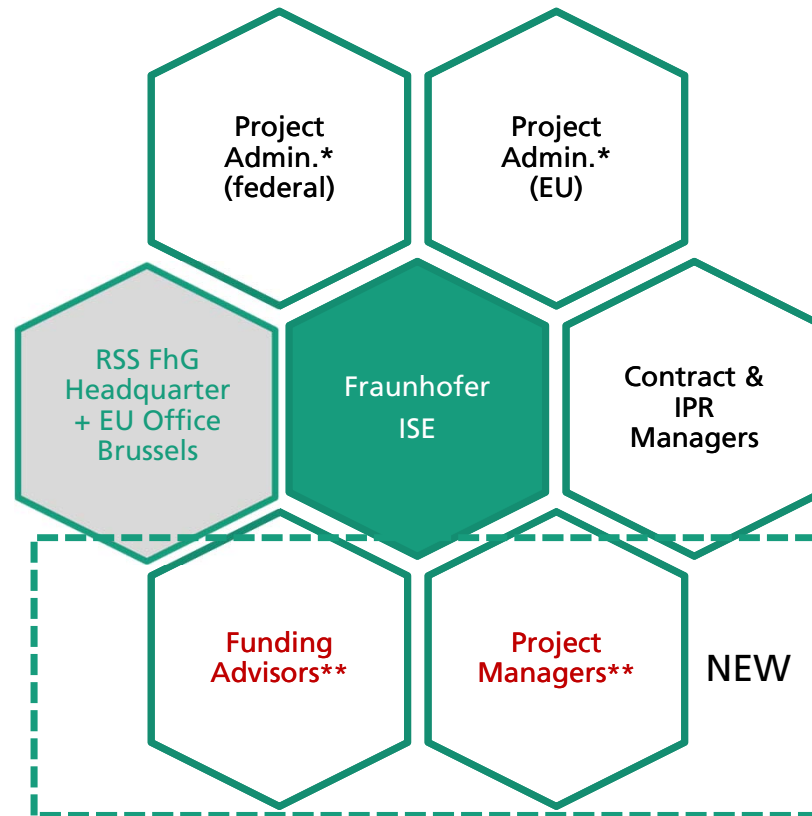 Project
Admin.*
(federal)
Project
Admin.*
(EU)
RSS FhG
Headquarter
+ EU Office
Brussels
Fraunhofer
ISE
Contract &
IPR
Managers
Funding
Advisors**
Project
Managers**
NEW